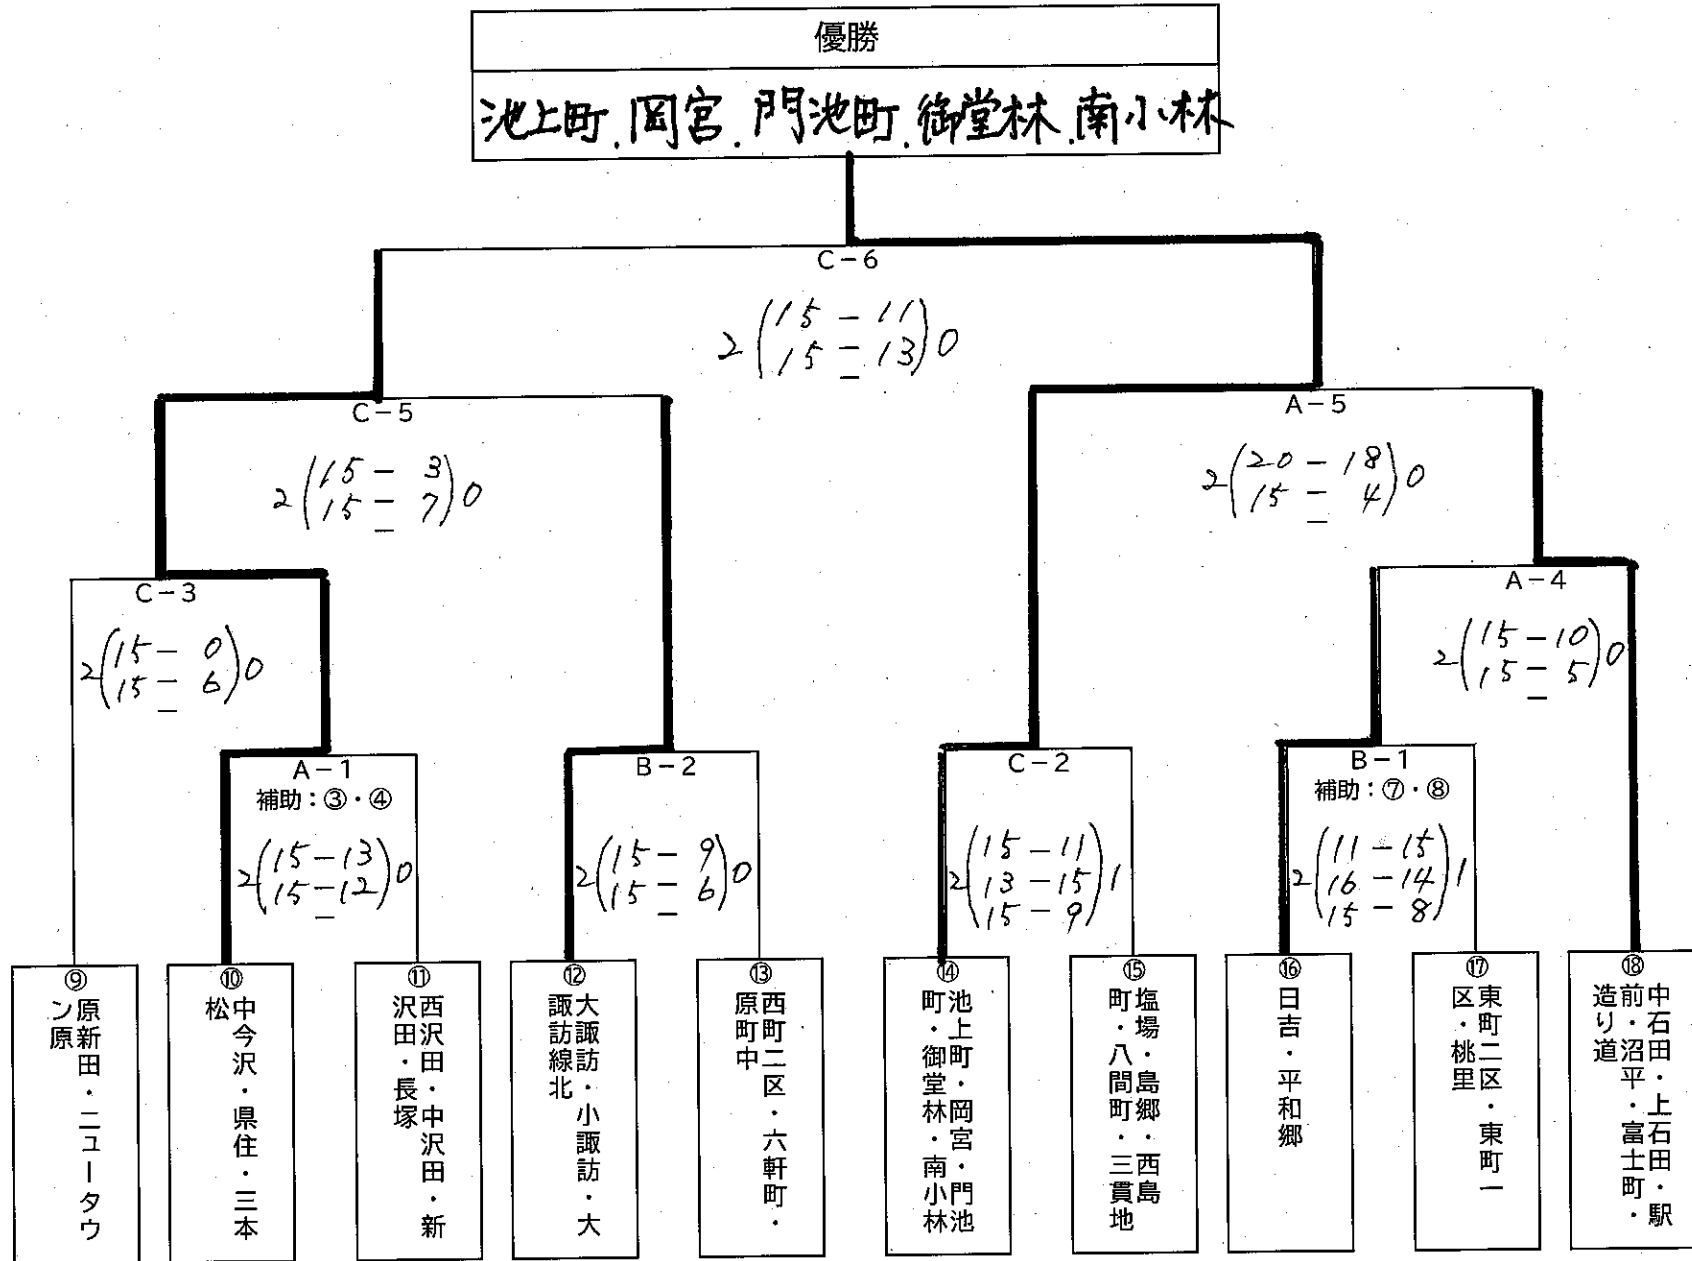 優勝
池上町.岡宮.門池町.御堂林.南小林
C-6
2(15-11)0
15-13
-
C-5
2(15-3)0
15-7
-
A-5
2(20-18)0
15-4
-
C-3
2(15-0)0
15-6
-
A-4
2(15-10)0
15-5
-
A-1
補助:③・④
2(15-13)0
15-12
-
B-2
2(15-9)0
15-6
-
C-2
2(15-11)1
13-15
15-9
B-1
補助:⑦・⑧
2(11-15)1
16-14
15-8
⑨
原新田・ニュータウ
ン原
⑩
中今沢・県住・三本
松
⑪
西沢田・中沢田・新
沢田・長塚
⑫
大諏訪・小諏訪・大
諏訪線北
⑬
西町二区・六軒町・
原町中
⑭
池上町・岡宮・門池
町・御堂林・南小林
⑮
塩場・島郷・西島
町・八間町・三貫地
⑯
日吉・平和郷
⑰
東町二区・東町一
区・桃里
⑱
中石田・上石田・駅
前・沼平・富士町・
造り道